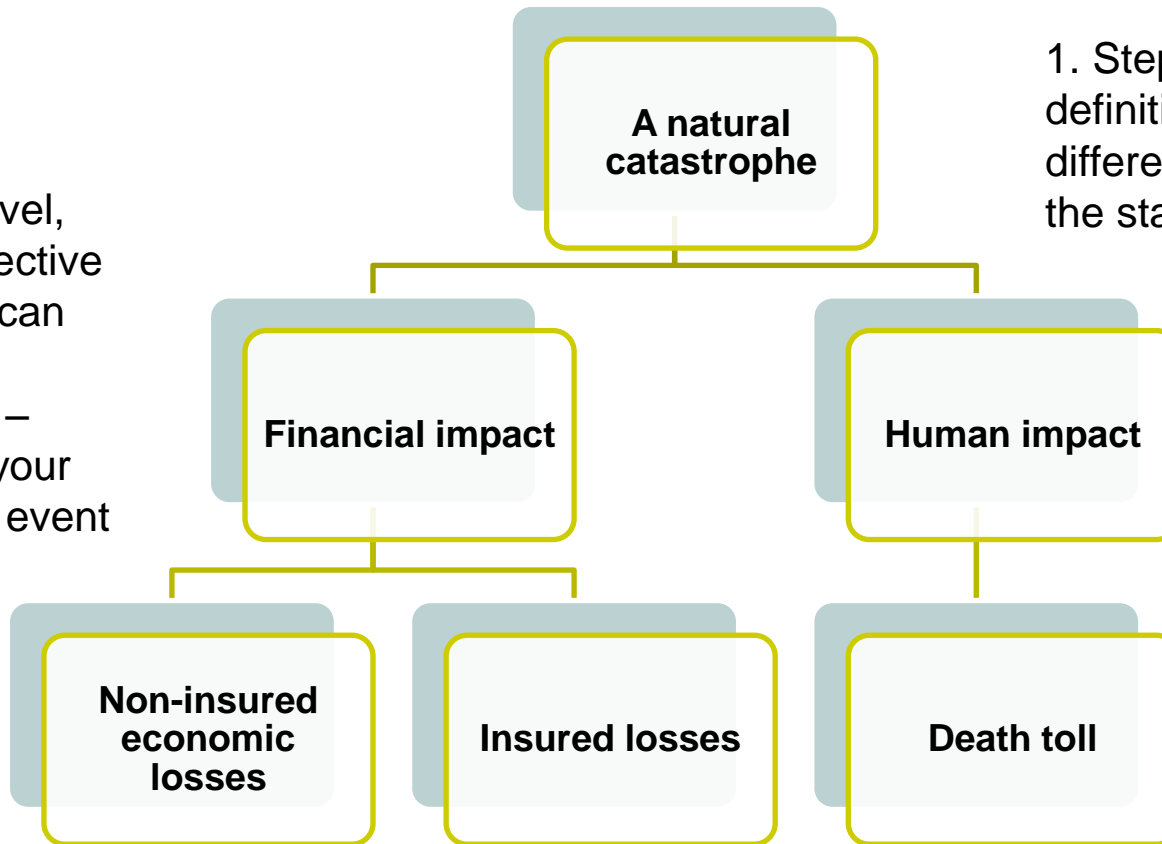 A natural
catastrophe
1. Step
definiti
differe
the sta
vel,
ective
can
–
your
event
Financial impact
Human impact
Non-insured
economic
losses
Insured losses
Death toll